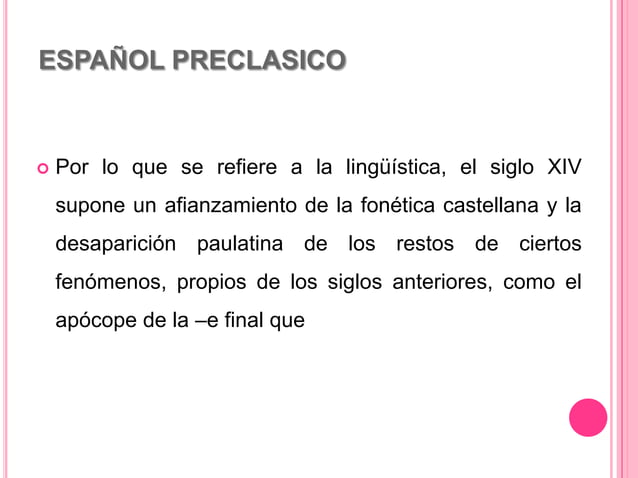 ESPAÑOL PRECLASICO
Por lo que se refiere a la lingüística, el siglo XIV
supone un afianzamiento de la fonética castellana y la
desaparición paulatina de los restos de ciertos
fenómenos, propios de los siglos anteriores, como el
apócope de la –e final que